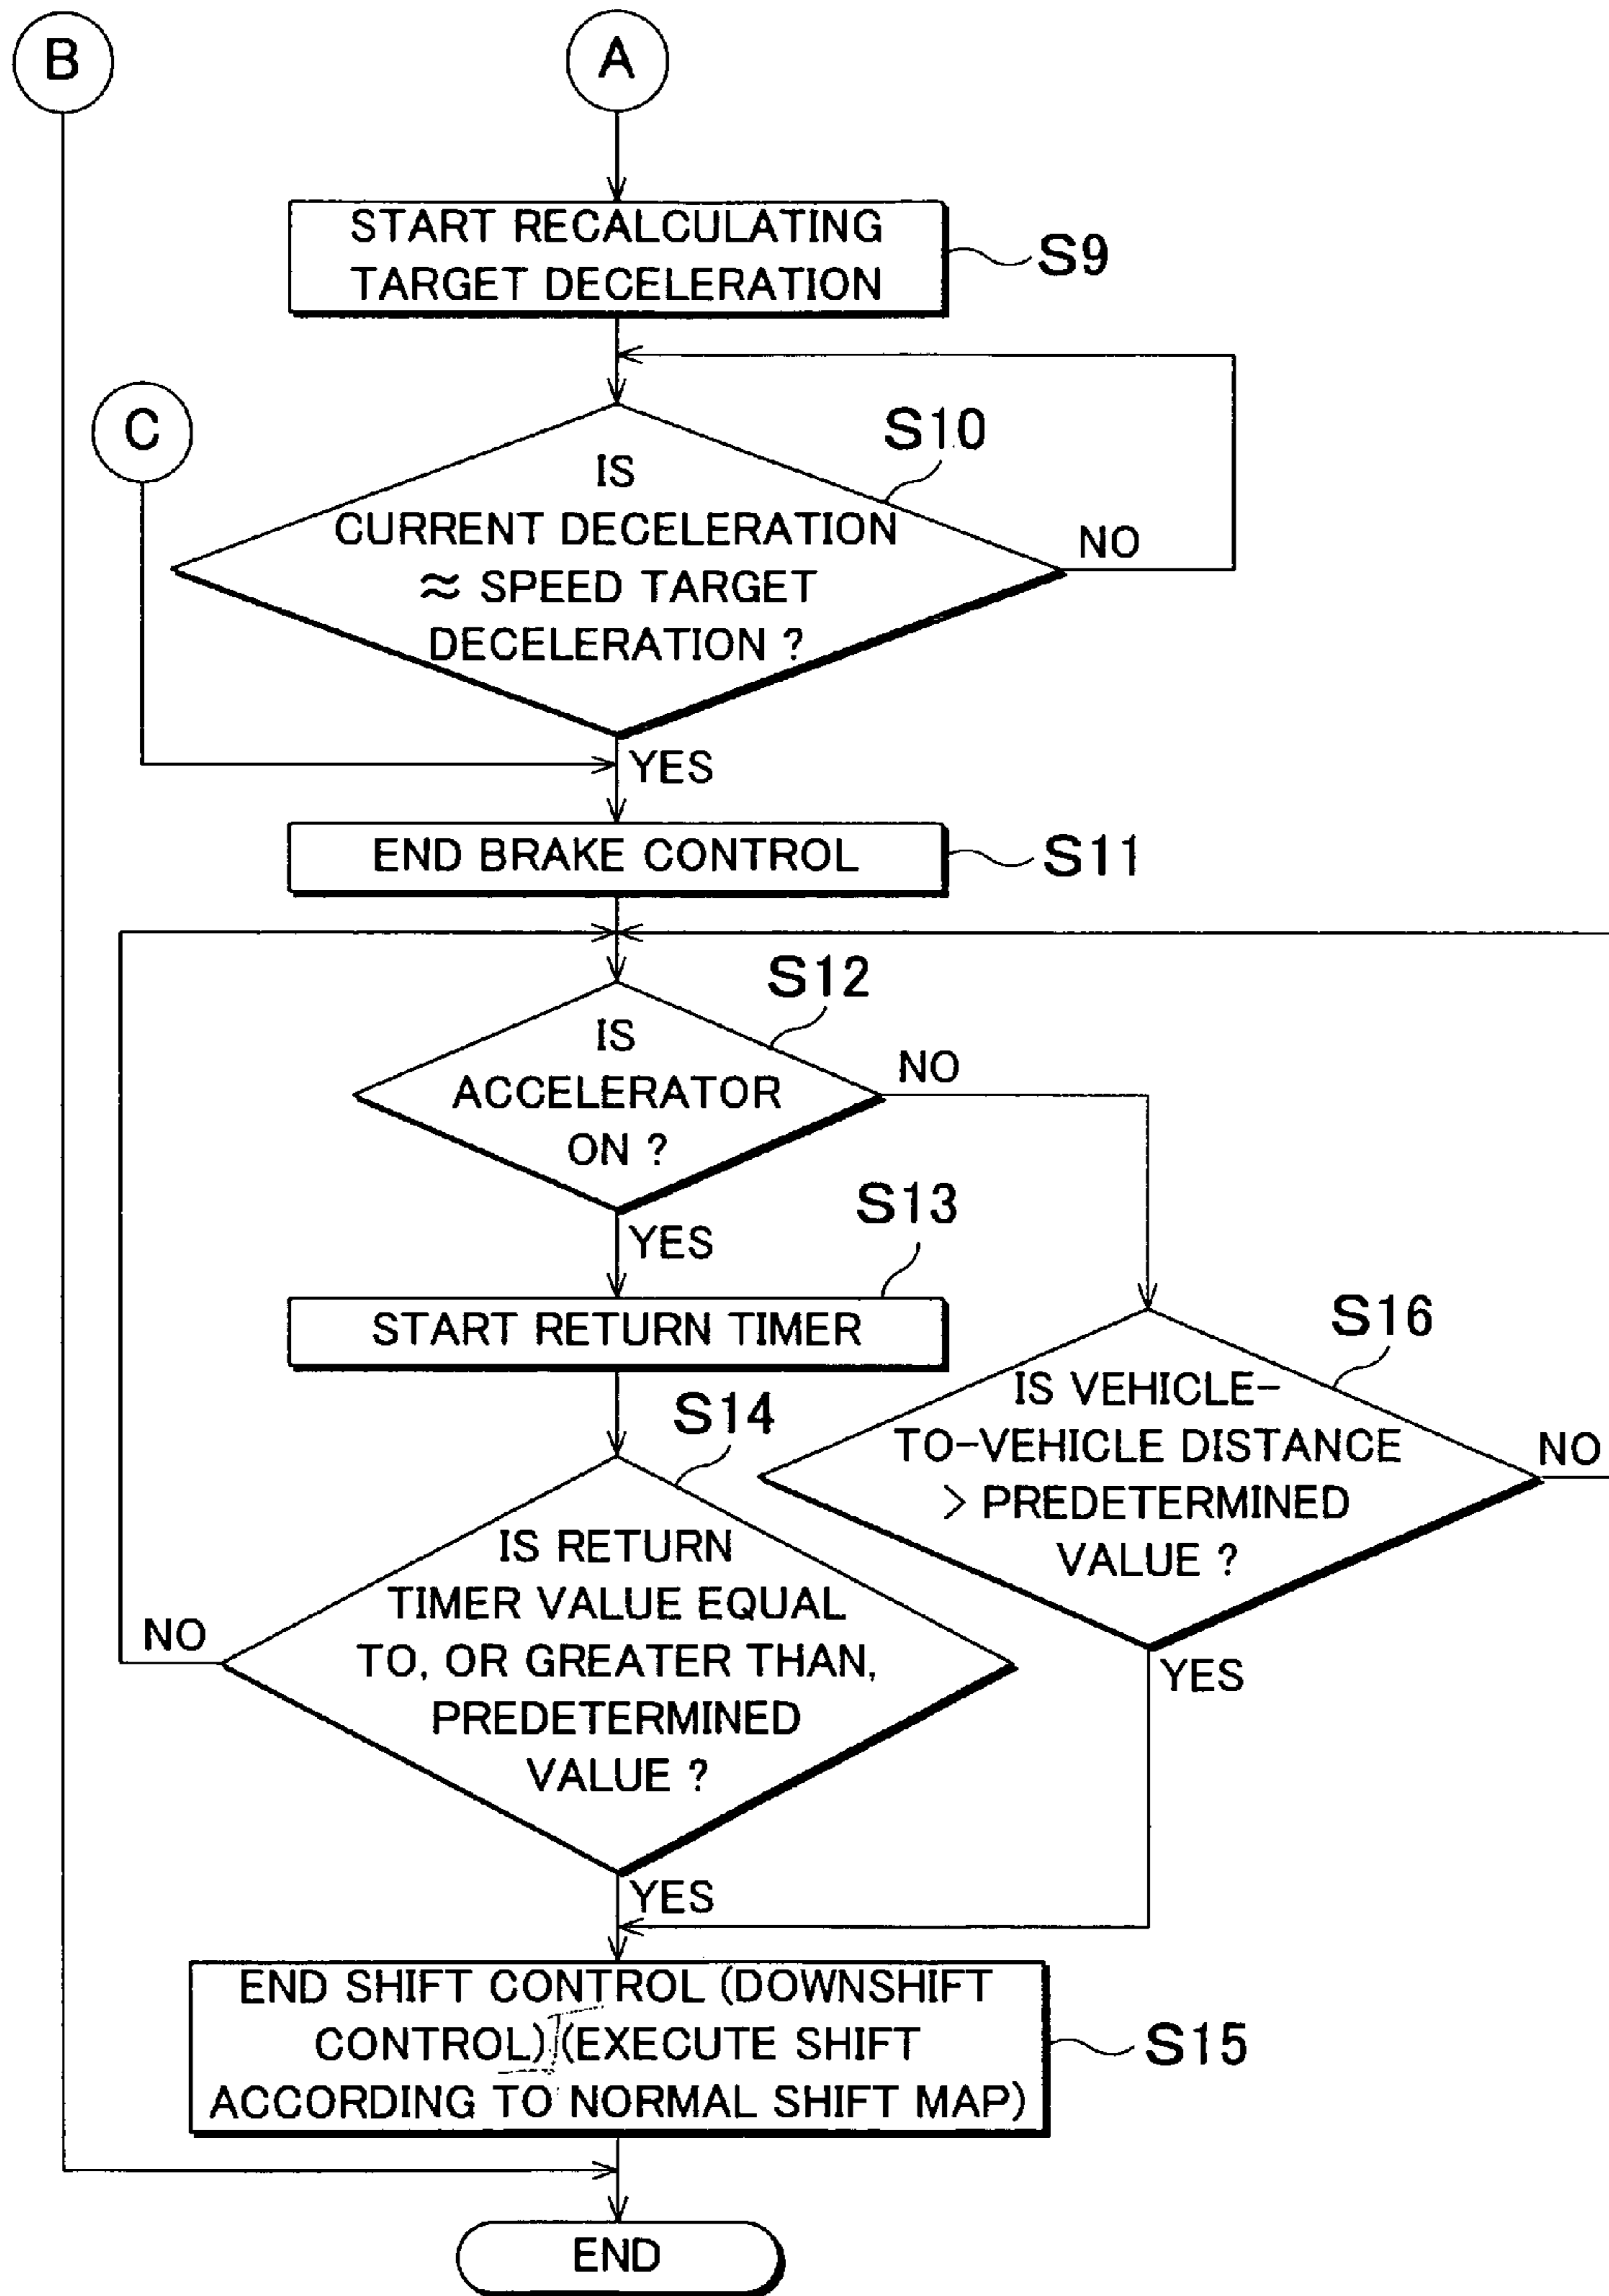 B
A
START RECALCULATING
TARGET DECELERATION
S9
C
S10
IS
CURRENT DECELERATION
≈ SPEED TARGET
DECELERATION ?
NO
YES
END BRAKE CONTROL
S11
S12
IS
ACCELERATOR
ON ?
NO
YES
S13
START RETURN TIMER
S16
IS VEHICLE-
TO-VEHICLE DISTANCE
> PREDETERMINED
VALUE ?
NO
YES
S14
IS RETURN
TIMER VALUE EQUAL
TO, OR GREATER THAN,
PREDETERMINED
VALUE ?
NO
YES
END SHIFT CONTROL (DOWNSHIFT
CONTROL) (EXECUTE SHIFT
ACCORDING TO NORMAL SHIFT MAP)
S15
END